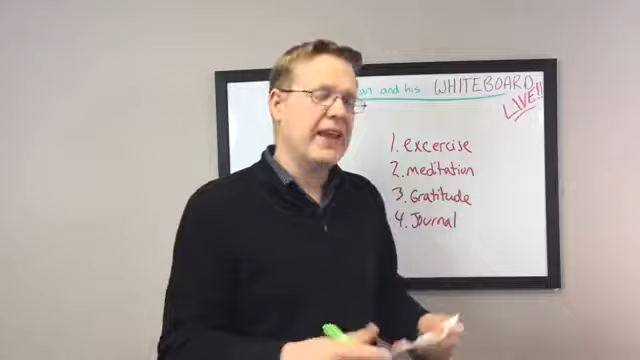 and his WHITEBOARD
LIVE!!
1. excercise
2. meditation
3. Gratitude
4. Journal